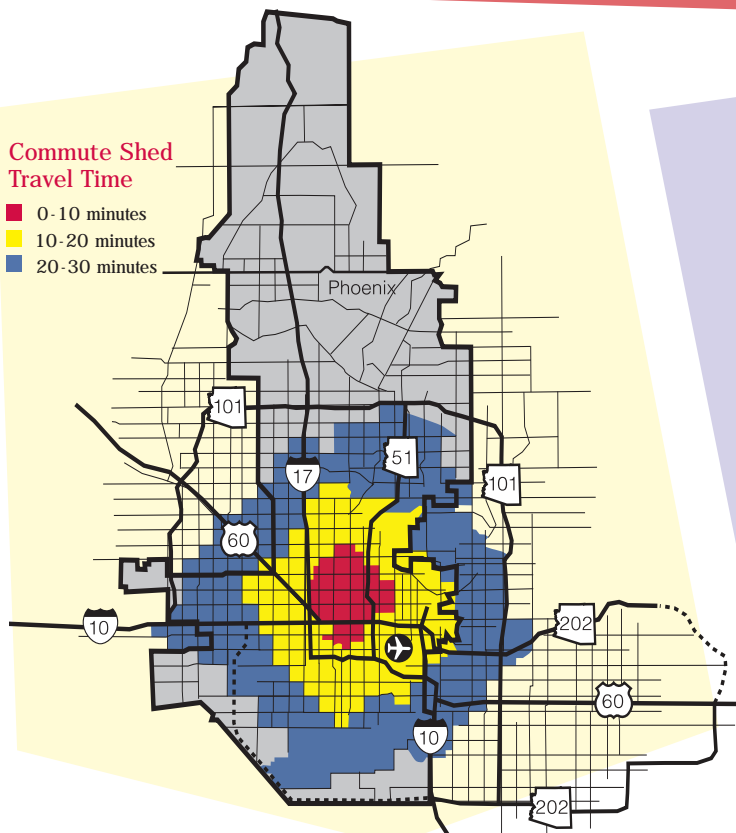 Commute Shed
Travel Time
0-10 minutes
10-20 minutes
20-30 minutes
Phoenix
101
51
17
101
60
10
202
60
10
202